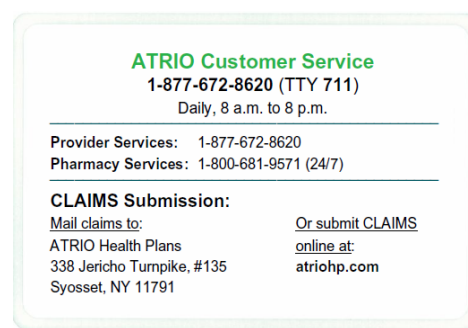 ATRIO Customer Service
1-877-672-8620 (TTY 711)
Daily, 8 a.m. to 8 p.m.
Provider Services: 1-877-672-8620
Pharmacy Services: 1-800-681-9571 (24/7)
CLAIMS Submission:
Mail claims to:
ATRIO Health Plans
338 Jericho Turnpike, #135
Syosset, NY 11791
Or submit CLAIMS
online at:
atriohp.com